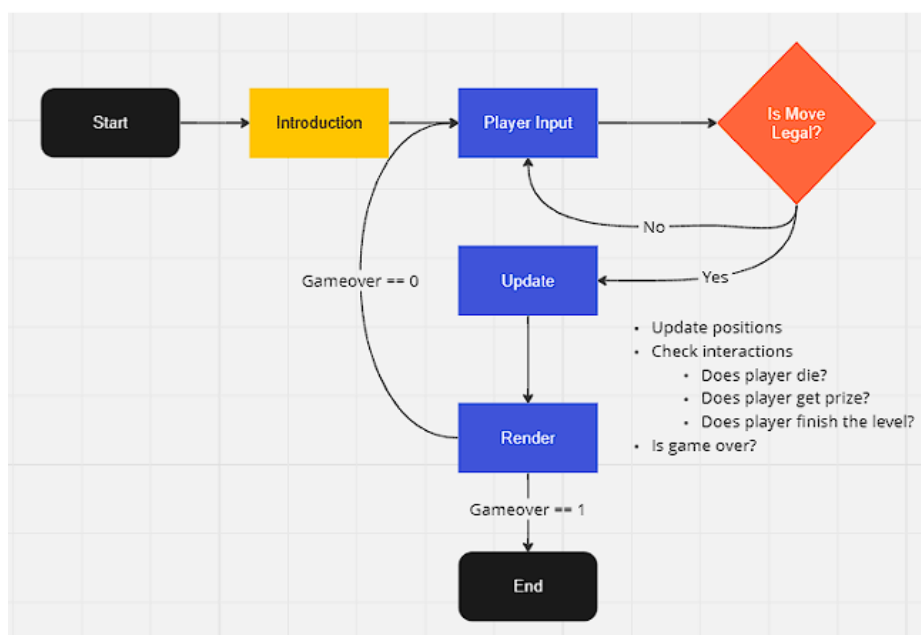 Start
Introduction
Player Input
Is Move
Legal?
No
Yes
Gameover == 0
Update
• Update positions
• Check interactions
• Does player die?
• Does player get prize?
• Does player finish the level?
• Is game over?
Render
Gameover == 1
End